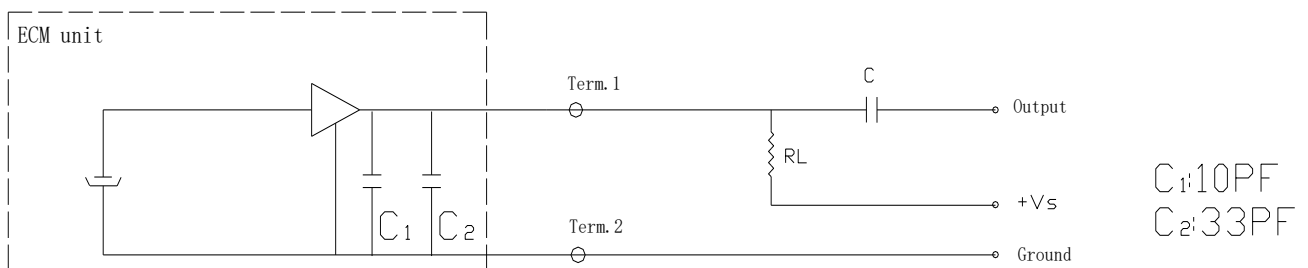 ECM unit
Term.1
C
Output
RL
+Vs
C1 C2
Term.2
Ground
C1:10PF
C2:33PF